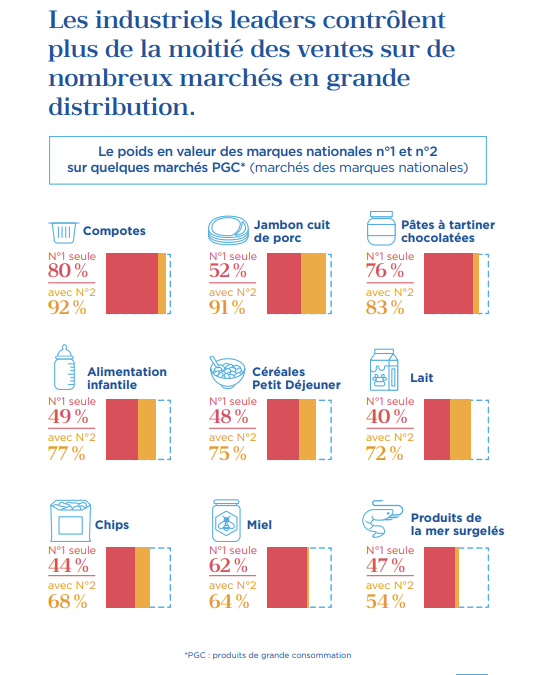 Les industriels leaders contrôlent
plus de la moitié des ventes sur de
nombreux marchés en grande
distribution.
Le poids en valeur des marques nationales n°1 et n°2
sur quelques marchés PGC* (marchés des marques nationales)
Compotes
N°1 seule
80 %
avec N°2
92 %
Jambon cuit
de porc
N°1 seule
52 %
avec N°2
91 %
Pâtes à tartiner
chocolatées
N°1 seule
76 %
avec N°2
83 %
Alimentation
infantile
N°1 seule
49 %
avec N°2
77 %
Céréales
Petit Déjeuner
N°1 seule
48 %
avec N°2
75 %
Lait
N°1 seule
40 %
avec N°2
72 %
Chips
N°1 seule
44 %
avec N°2
68 %
Miel
N°1 seule
62 %
avec N°2
64 %
Produits de
la mer surgelés
N°1 seule
47 %
avec N°2
54 %
*PGC : produits de grande consommation